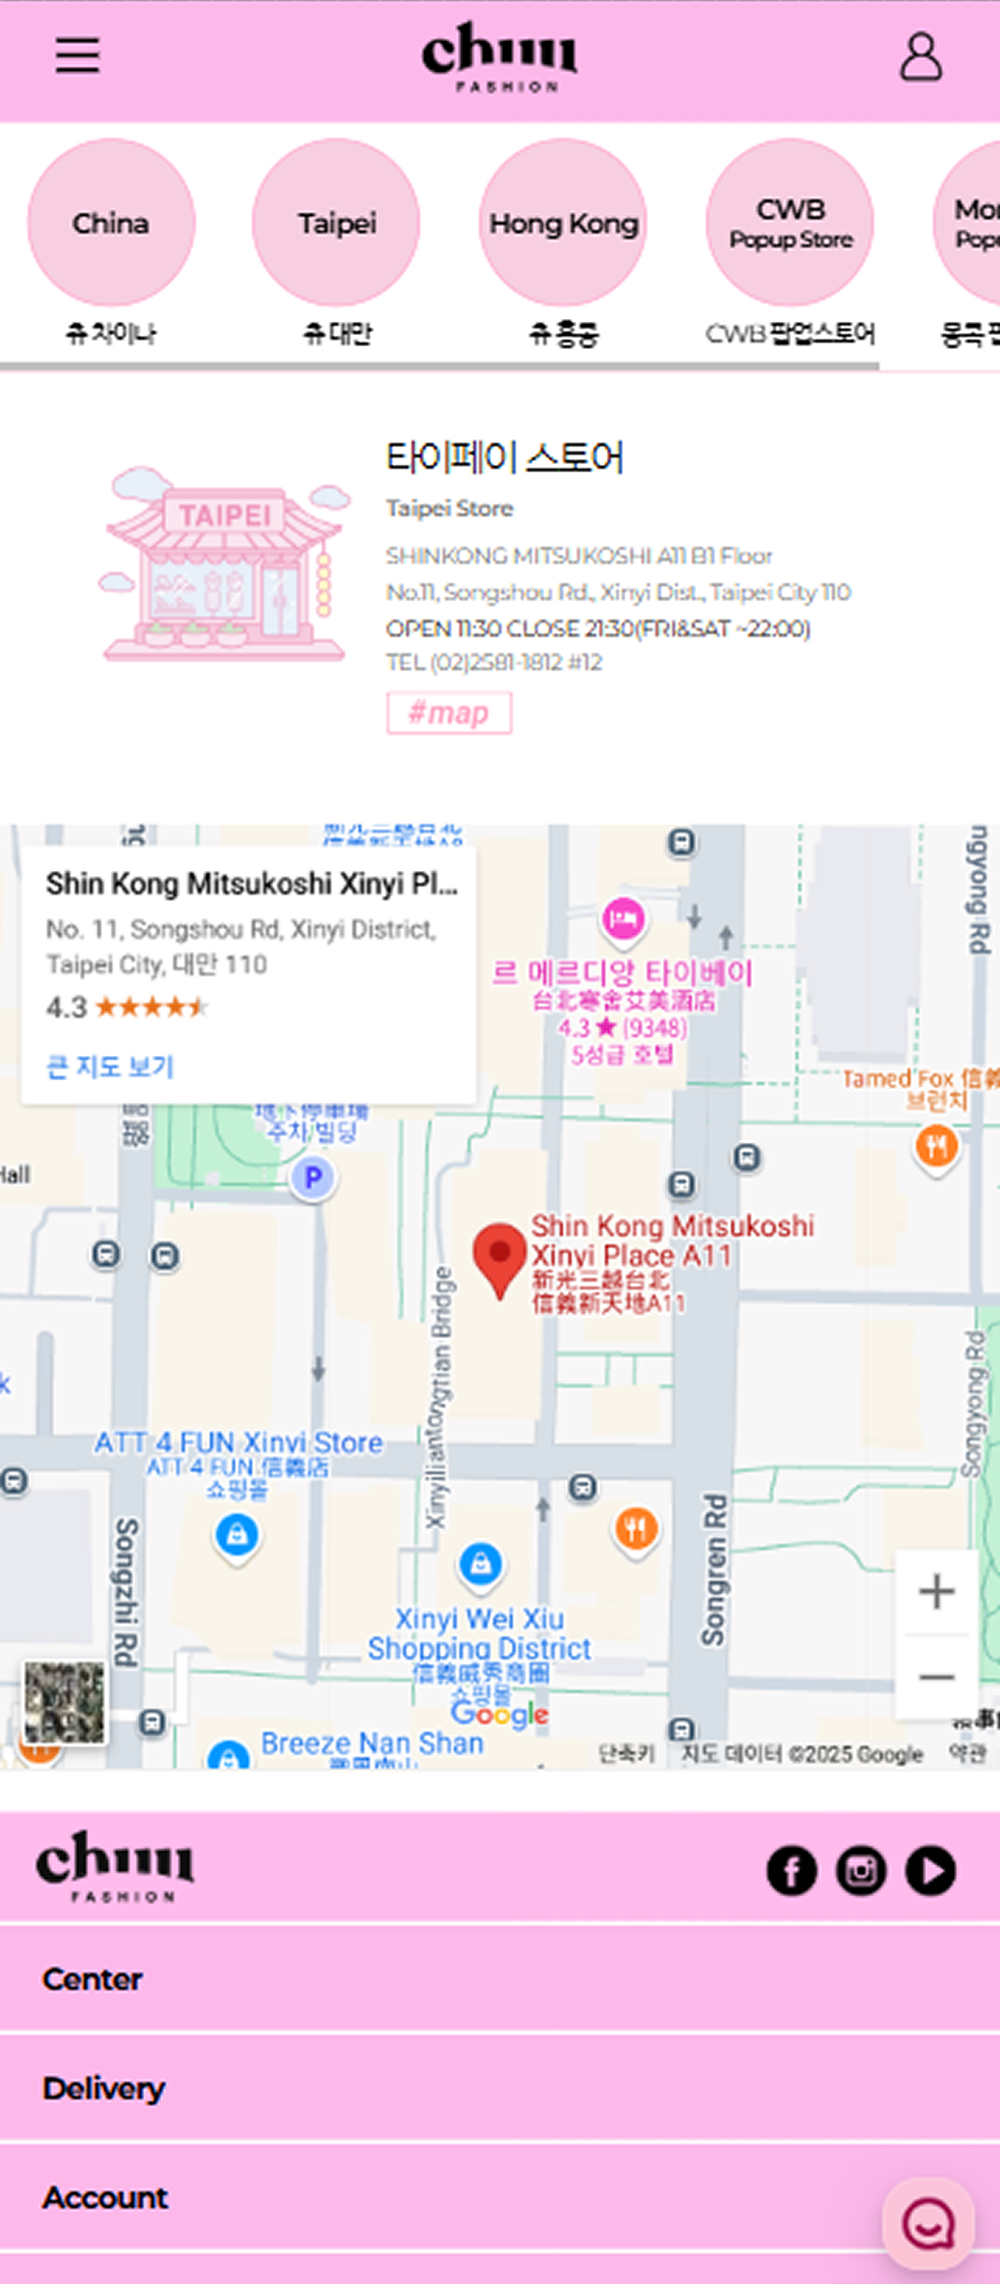 chuu
FASHION
China
Taipei
Hong Kong
CWB
Popup Store
츄 차이나
츄 대만
츄 홍콩
CWB 팝업스토어
TAIPEI
타이페이 스토어
Taipei Store
SHINKONG MITSUKOSHI A11 B1 Floor
No.11, Songshou Rd., Xinyi Dist., Taipei City 110
OPEN 11:30 CLOSE 21:30(FRI&SAT ~22:00)
TEL (02)2581-1812 #12
#map
Shin Kong Mitsukoshi Xinyi Pl...
No. 11, Songshou Rd, Xinyi District,
Taipei City, 대만 110
4.3
큰 지도 보기
르 메르디앙 타이베이
台北寒舍艾美酒店
4.3★(9348)
5성급 호텔
ngyong Rd
Tamed Fox 信義
브런치
地下停車場
주차 빌딩
P
Hall
Shin Kong Mitsukoshi
Xinyi Place A11
新光三越台北
信義新天地A11
Xinyiliantongtian Bridge
Songyong Rd
ATT 4 FUN Xinyi Store
ATT 4 FUN 信義店
쇼핑몰
Songzhi Rd
Songren Rd
Xinyi Wei Xiu
Shopping District
信義威秀商圈
쇼핑몰
Google
Breeze Nan Shan
단축키
지도 데이터 ©2025 Google
약관
chuu
FASHION
Center
Delivery
Account